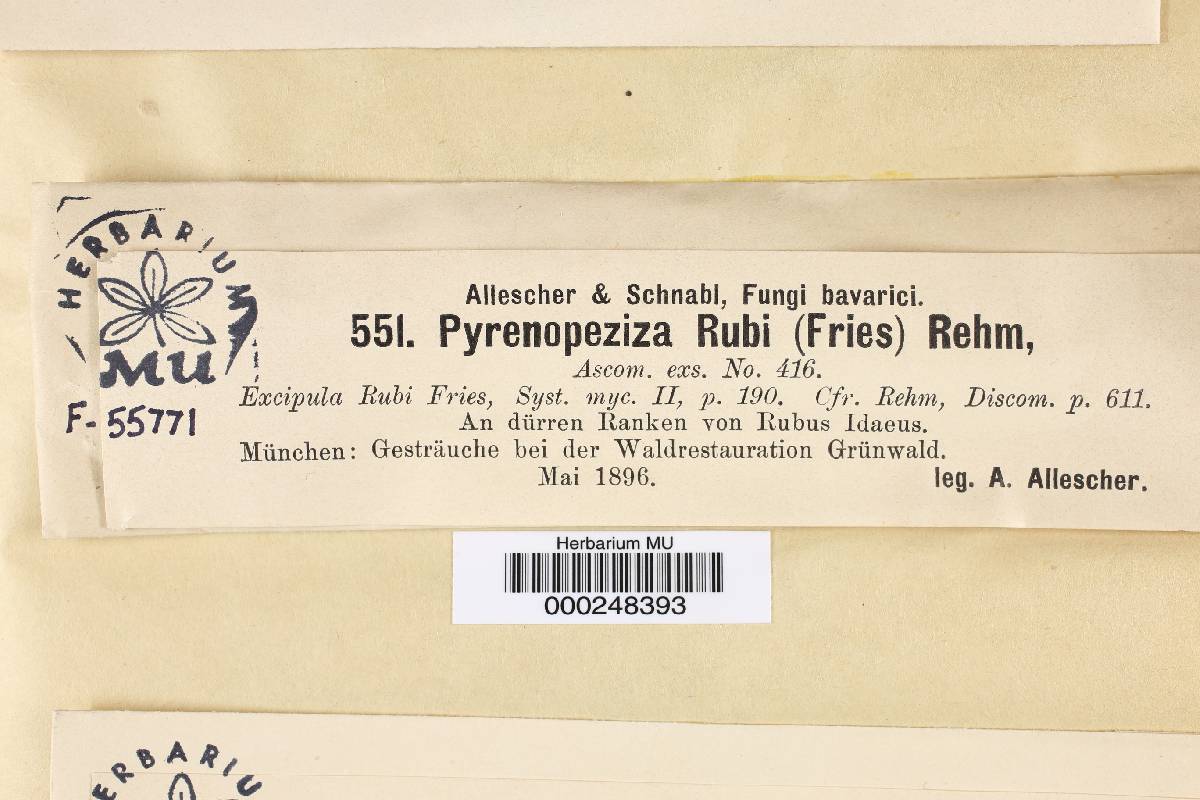 HERBARIUM
MU
F-55771
Allescher & Schnabl, Fungi bavarici.
551. Pyrenopeziza Rubi (Fries) Rehm,
Ascom. exs. No. 416.
Excipula Rubi Fries, Syst. myc. II, p. 190. Cfr. Rehm, Discom. p. 611.
An dürren Ranken von Rubus Idaeus.
München: Gesträuche bei der Waldrestauration Grünwald.
Mai 1896.
leg. A. Allescher.
Herbarium MU
000248393
ERBARIU